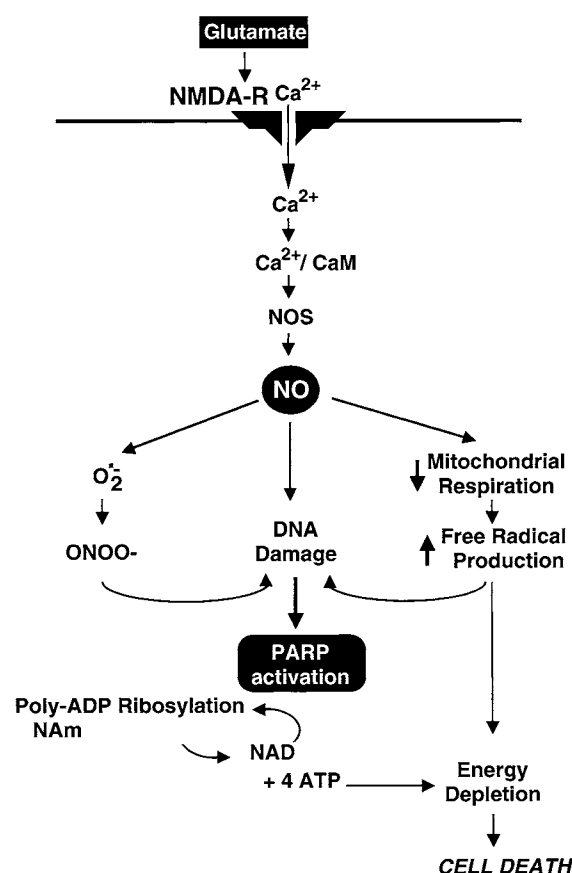 Glutamate
NMDA-R Ca2+
Ca2+
Ca2+/ CaM
NOS
NO
O2•-
Mitochondrial
Respiration
ONOO-
DNA
Damage
Free Radical
Production
PARP
activation
Poly-ADP Ribosylation
NAm
NAD
+ 4 ATP
Energy
Depletion
CELL DEATH